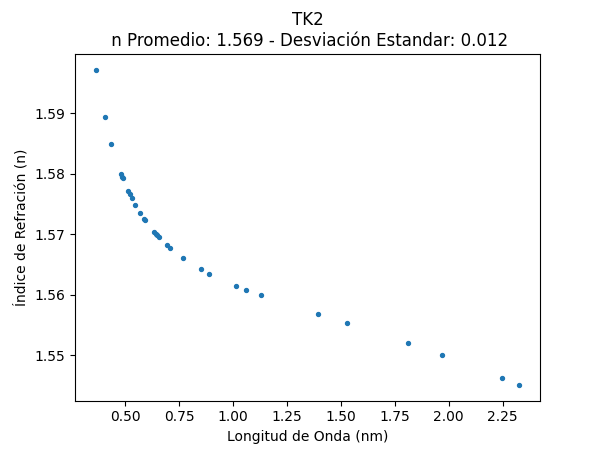 TK2
n Promedio: 1.569 - Desviación Estandar: 0.012
Índice de Refración (n)
1.59
1.58
1.57
1.56
1.55
0.50 0.75 1.00 1.25 1.50 1.75 2.00 2.25
Longitud de Onda (nm)